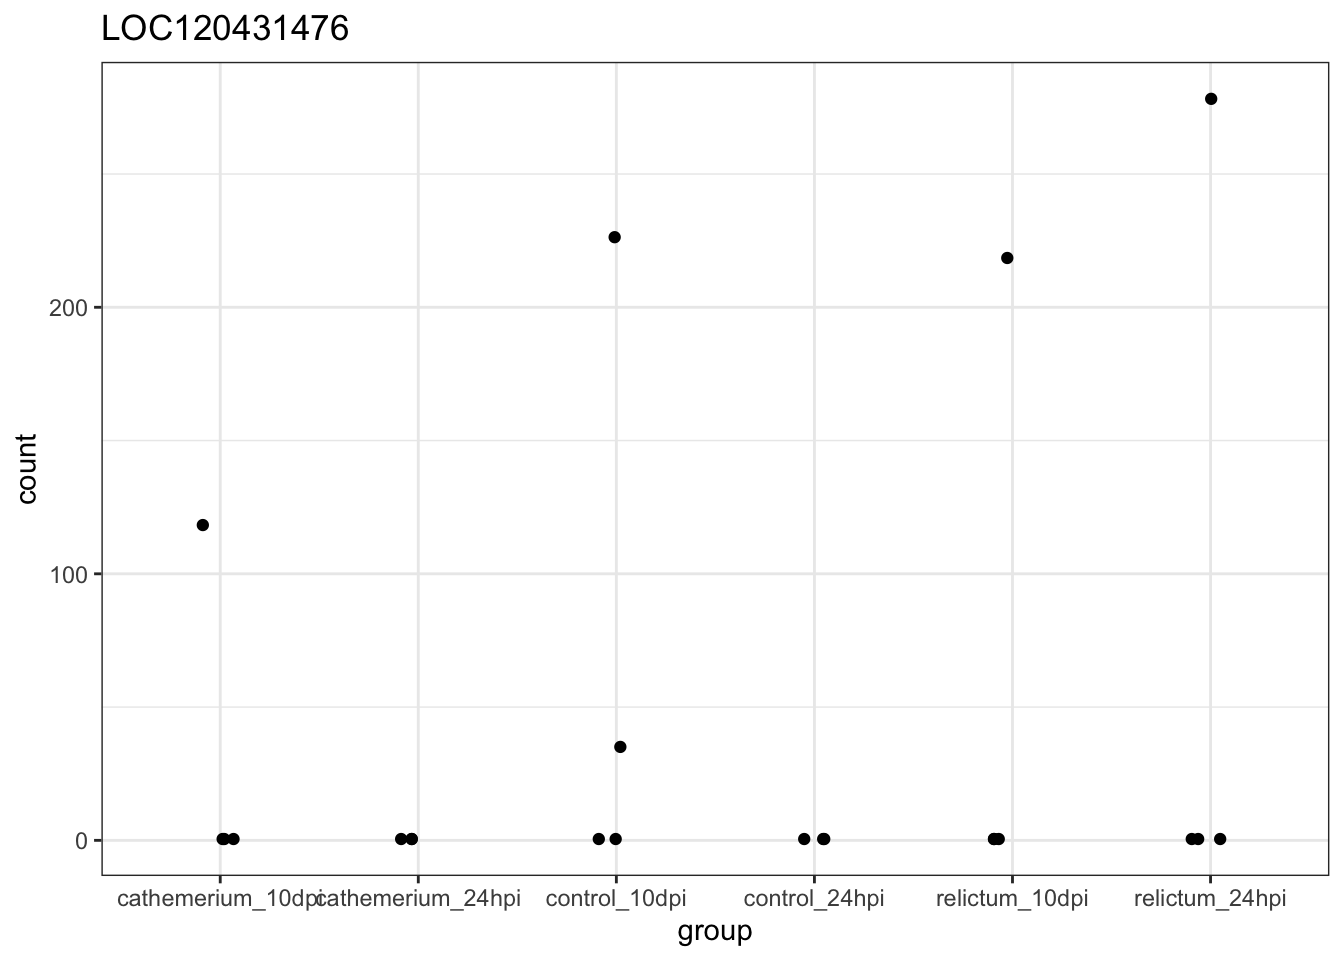 LOC120431476
count
200
100
0
cathemerium_10dpi cathemerium_24hpi control_10dpi control_24hpi relictum_10dpi relictum_24hpi
group